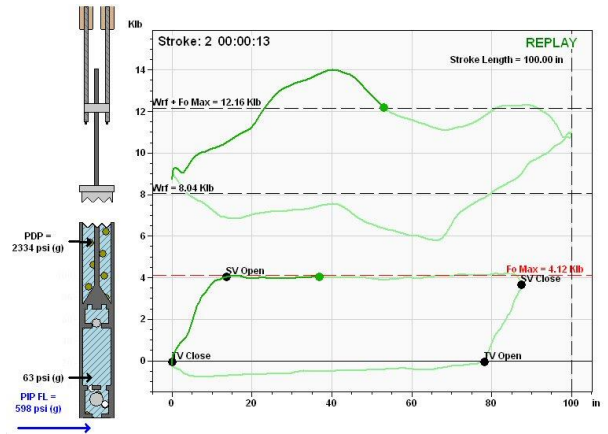 Klb
Stroke: 2 00:00:13
REPLAY
Stroke Length = 100.00 in
14
Wrf + Fo Max = 12.16 Klb
12
10
Wrf = 8.04 Klb
8
6
PDP =
2334 psi (g)
SV Open
Fo Max = 4.12 Klb
4
SV Close
2
63 psi (g)
TV Close
TV Open
0
PIP FL =
598 psi (g)
0 20 40 60 80 100 in